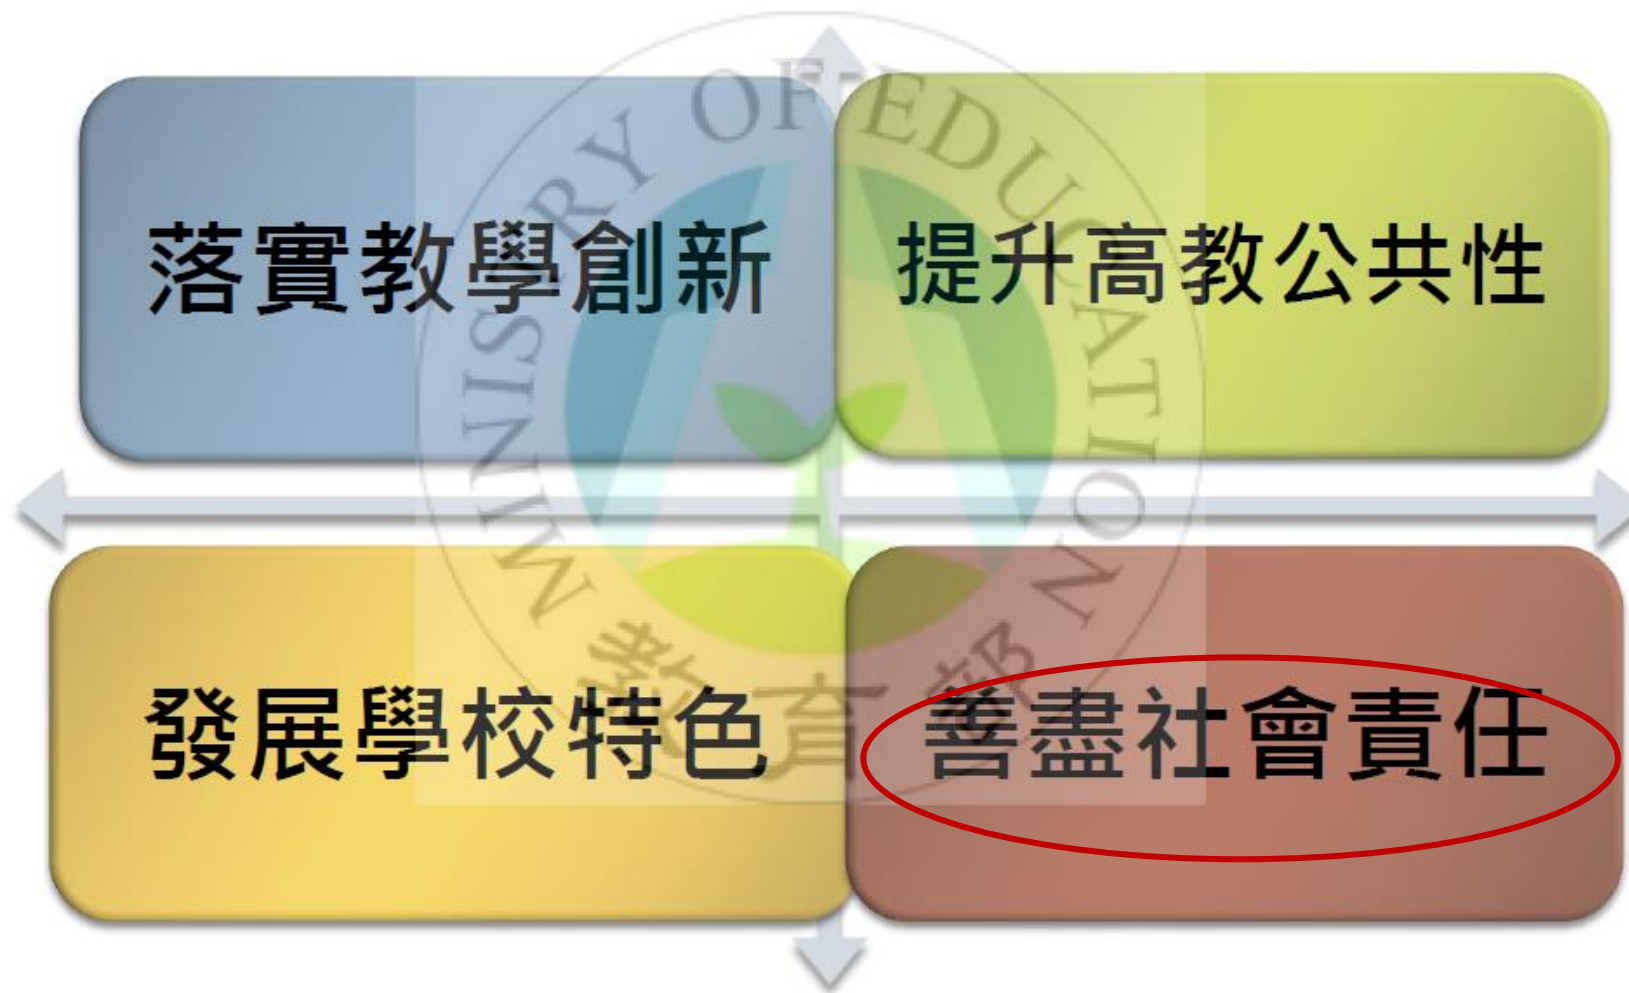 落實教學創新
提升高教公共性
發展學校特色
善盡社會責任
MINISTRY OF EDUCATION
教育部